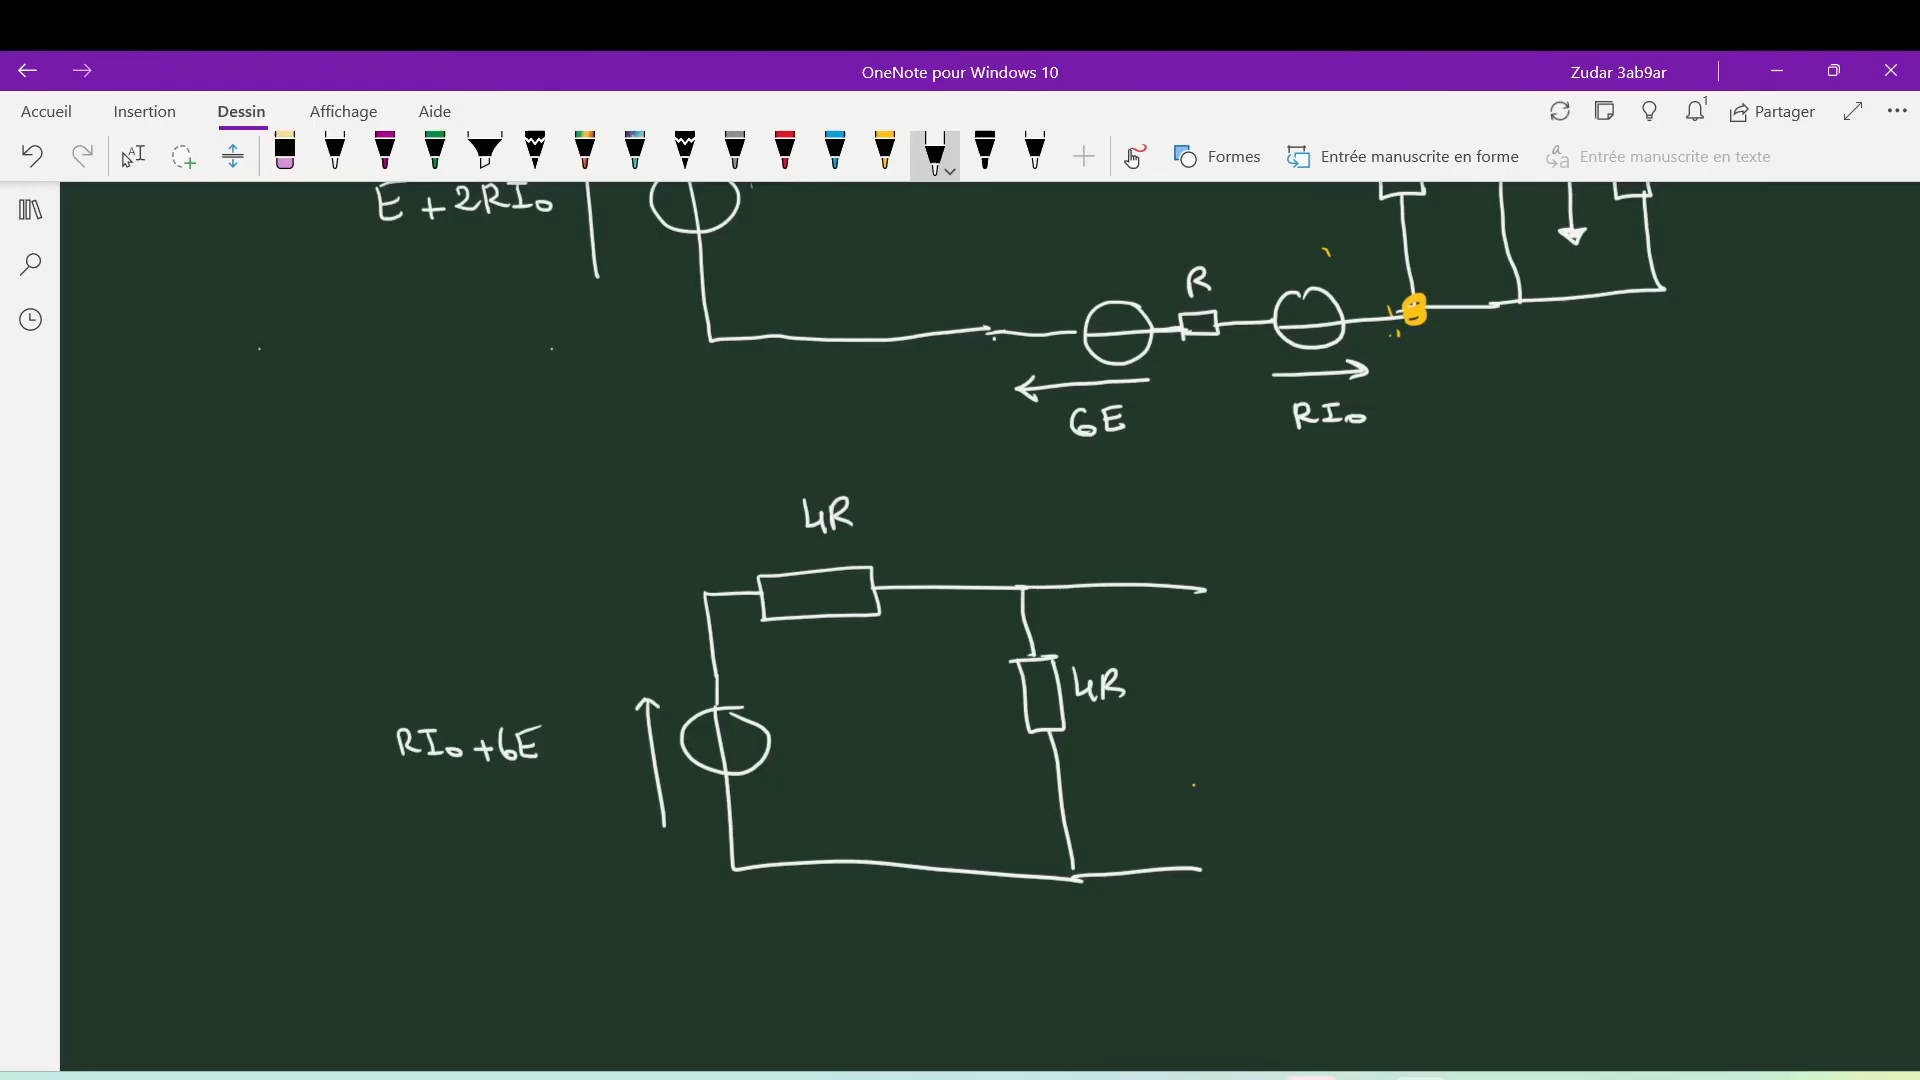 OneNote pour Windows 10
Zudar 3ab9ar
Accueil
Insertion
Dessin
Affichage
Aide
1
Partager
A
Formes
Entrée manuscrite en forme
Entrée manuscrite en texte
E + 2RI₀
R
6E
RI₀
4R
4R
RI₀ + 6E